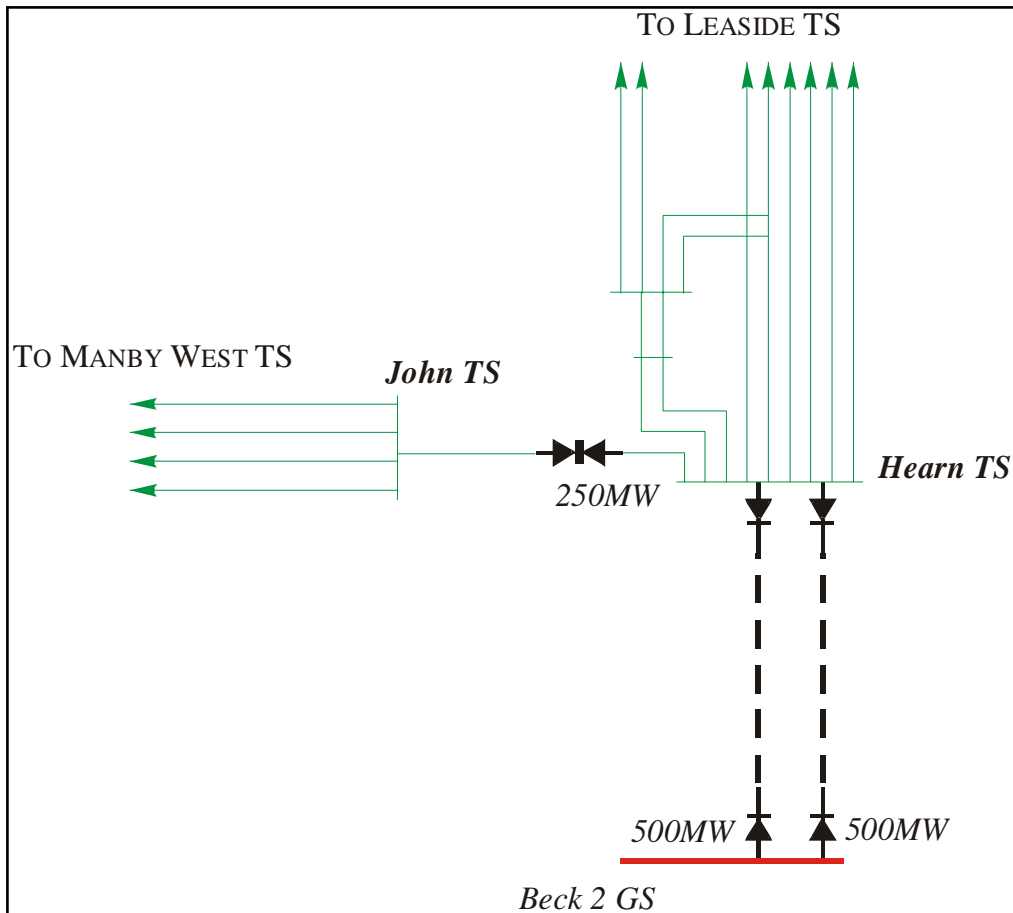 TO LEASIDE TS
TO MANBY WEST TS
John TS
Hearn TS
250MW
500MW
500MW
Beck 2 GS